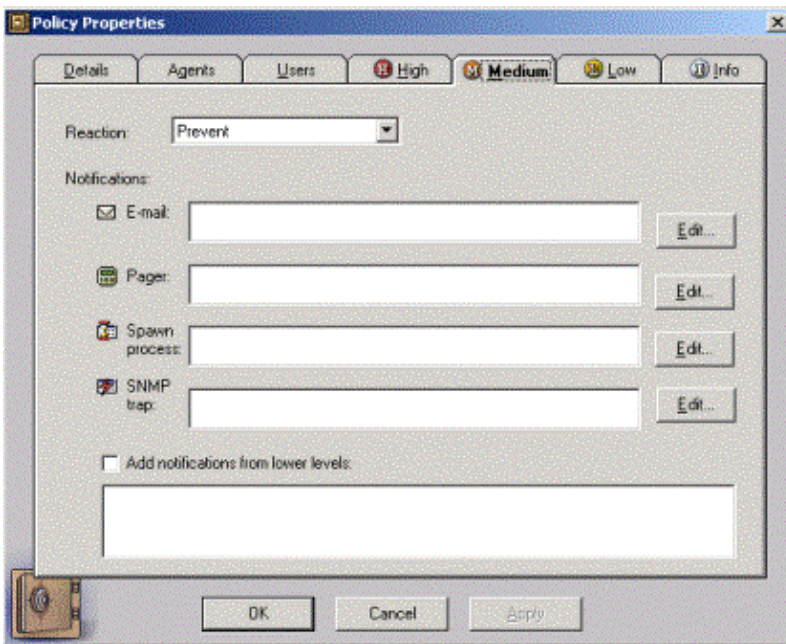 Policy Properties
Details Agents Users H High M Medium Low Info
Reaction: Prevent
Notifications:
E-mail: Edit...
Pager: Edit...
Spawn
process: Edit...
SNMP
trap: Edit...
Add notifications from lower levels:
OK Cancel Apply